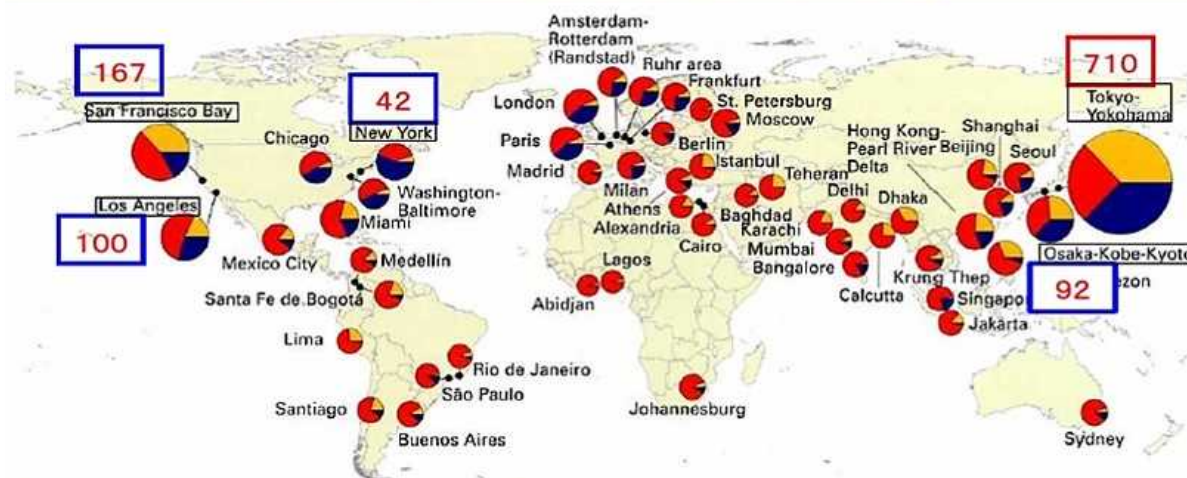 167
San Francisco Bay
42
New York
Chicago
Washington-
Baltimore
100
Los Angeles
Miami
Mexico City
Medellín
Santa Fe de Bogotá
Lima
Rio de Janeiro
São Paulo
Santiago
Buenos Aires
Amsterdam-
Rotterdam
(Randstad)
Ruhr area
Frankfurt
London
St. Petersburg
Moscow
Paris
Berlin
Madrid
Milan
Istanbul
Athens
Alexandria
Teheran
Baghdad
Cairo
Lagos
Abidjan
Johannesburg
710
Tokyo-
Yokohama
Hong Kong-
Pearl River
Delta
Shanghai
Beijing
Seoul
Delhi
Dhaka
Karachi
Mumbai
Bangalore
Calcutta
Krung Thep
Osaka-Kobe-Kyoto
92
ezon
Singapo
Jakarta
Sydney